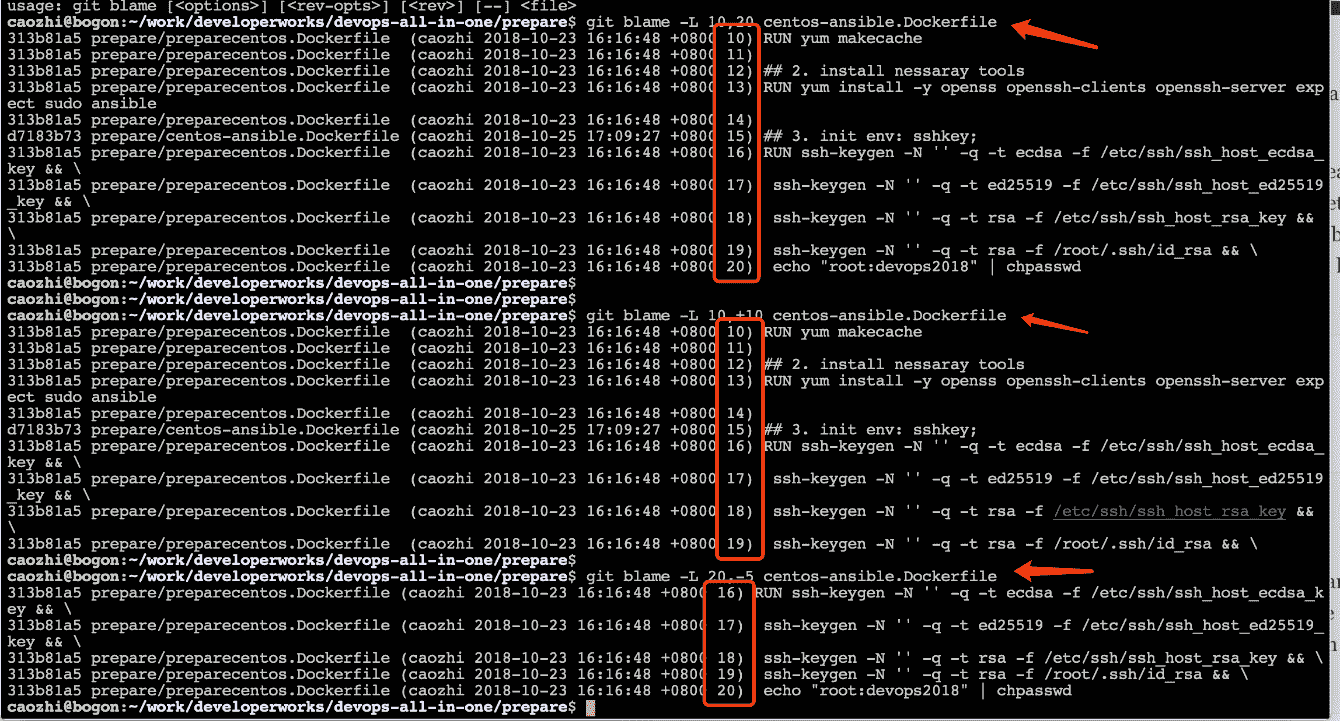 usage: git blame [<options>] [<rev-opts>] [<rev>] [--] <file>
caozhi@bogon:~/work/developerworks/devops-all-in-one/prepare$ git blame -L 10,20 centos-ansible.Dockerfile
313b81a5 prepare/preparecentos.Dockerfile  (caozhi 2018-10-23 16:16:48 +0800 10) RUN yum makecache
313b81a5 prepare/preparecentos.Dockerfile  (caozhi 2018-10-23 16:16:48 +0800 11)
313b81a5 prepare/preparecentos.Dockerfile  (caozhi 2018-10-23 16:16:48 +0800 12) ## 2. install nessaray tools
313b81a5 prepare/preparecentos.Dockerfile  (caozhi 2018-10-23 16:16:48 +0800 13) RUN yum install -y openss openssh-clients openssh-server exp
ect sudo ansible
313b81a5 prepare/preparecentos.Dockerfile  (caozhi 2018-10-23 16:16:48 +0800 14)
d7183b73 prepare/centos-ansible.Dockerfile (caozhi 2018-10-25 17:09:27 +0800 15) ## 3. init env: sshkey;
313b81a5 prepare/preparecentos.Dockerfile  (caozhi 2018-10-23 16:16:48 +0800 16) RUN ssh-keygen -N '' -q -t ecdsa -f /etc/ssh/ssh_host_ecdsa_
key && \
313b81a5 prepare/preparecentos.Dockerfile  (caozhi 2018-10-23 16:16:48 +0800 17)  ssh-keygen -N '' -q -t ed25519 -f /etc/ssh/ssh_host_ed25519
_key && \
313b81a5 prepare/preparecentos.Dockerfile  (caozhi 2018-10-23 16:16:48 +0800 18)  ssh-keygen -N '' -q -t rsa -f /etc/ssh/ssh_host_rsa_key &&
\
313b81a5 prepare/preparecentos.Dockerfile  (caozhi 2018-10-23 16:16:48 +0800 19)  ssh-keygen -N '' -q -t rsa -f /root/.ssh/id_rsa && \
313b81a5 prepare/preparecentos.Dockerfile  (caozhi 2018-10-23 16:16:48 +0800 20)  echo "root:devops2018" | chpasswd
caozhi@bogon:~/work/developerworks/devops-all-in-one/prepare$
caozhi@bogon:~/work/developerworks/devops-all-in-one/prepare$
caozhi@bogon:~/work/developerworks/devops-all-in-one/prepare$ git blame -L 10,+10 centos-ansible.Dockerfile
313b81a5 prepare/preparecentos.Dockerfile  (caozhi 2018-10-23 16:16:48 +0800 10) RUN yum makecache
313b81a5 prepare/preparecentos.Dockerfile  (caozhi 2018-10-23 16:16:48 +0800 11)
313b81a5 prepare/preparecentos.Dockerfile  (caozhi 2018-10-23 16:16:48 +0800 12) ## 2. install nessaray tools
313b81a5 prepare/preparecentos.Dockerfile  (caozhi 2018-10-23 16:16:48 +0800 13) RUN yum install -y openss openssh-clients openssh-server exp
ect sudo ansible
313b81a5 prepare/preparecentos.Dockerfile  (caozhi 2018-10-23 16:16:48 +0800 14)
d7183b73 prepare/centos-ansible.Dockerfile (caozhi 2018-10-25 17:09:27 +0800 15) ## 3. init env: sshkey;
313b81a5 prepare/preparecentos.Dockerfile  (caozhi 2018-10-23 16:16:48 +0800 16) RUN ssh-keygen -N '' -q -t ecdsa -f /etc/ssh/ssh_host_ecdsa_
key && \
313b81a5 prepare/preparecentos.Dockerfile  (caozhi 2018-10-23 16:16:48 +0800 17)  ssh-keygen -N '' -q -t ed25519 -f /etc/ssh/ssh_host_ed25519
_key && \
313b81a5 prepare/preparecentos.Dockerfile  (caozhi 2018-10-23 16:16:48 +0800 18)  ssh-keygen -N '' -q -t rsa -f /etc/ssh/ssh_host_rsa_key &&
\
313b81a5 prepare/preparecentos.Dockerfile  (caozhi 2018-10-23 16:16:48 +0800 19)  ssh-keygen -N '' -q -t rsa -f /root/.ssh/id_rsa && \
caozhi@bogon:~/work/developerworks/devops-all-in-one/prepare$
caozhi@bogon:~/work/developerworks/devops-all-in-one/prepare$ git blame -L 20,-5 centos-ansible.Dockerfile
313b81a5 prepare/preparecentos.Dockerfile (caozhi 2018-10-23 16:16:48 +0800 16) RUN ssh-keygen -N '' -q -t ecdsa -f /etc/ssh/ssh_host_ecdsa_k
ey && \
313b81a5 prepare/preparecentos.Dockerfile (caozhi 2018-10-23 16:16:48 +0800 17)  ssh-keygen -N '' -q -t ed25519 -f /etc/ssh/ssh_host_ed25519_
key && \
313b81a5 prepare/preparecentos.Dockerfile (caozhi 2018-10-23 16:16:48 +0800 18)  ssh-keygen -N '' -q -t rsa -f /etc/ssh/ssh_host_rsa_key && \
313b81a5 prepare/preparecentos.Dockerfile (caozhi 2018-10-23 16:16:48 +0800 19)  ssh-keygen -N '' -q -t rsa -f /root/.ssh/id_rsa && \
313b81a5 prepare/preparecentos.Dockerfile (caozhi 2018-10-23 16:16:48 +0800 20)  echo "root:devops2018" | chpasswd
caozhi@bogon:~/work/developerworks/devops-all-in-one/prepare$